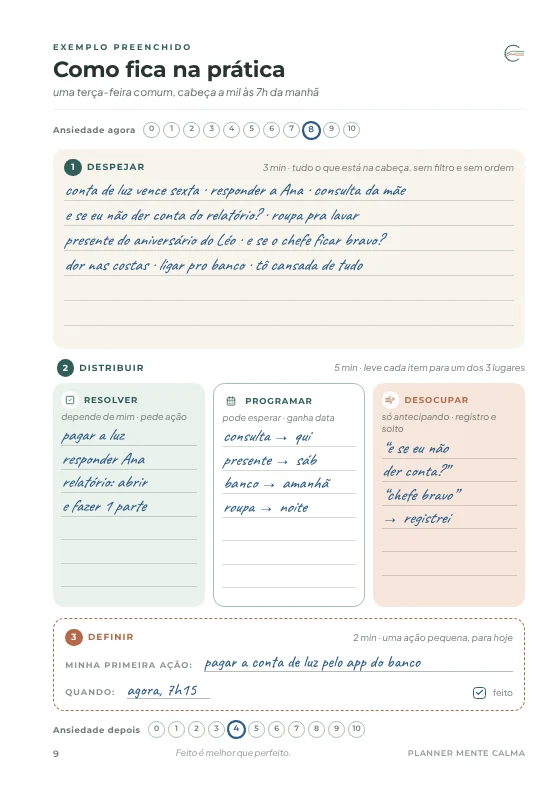 EXEMPLO PREENCHIDO
Como fica na prática
uma terça-feira comum, cabeça a mil às 7h da manhã
Ansiedade agora 0 1 2 3 4 5 6 7 8 9 10
1 DESPEJAR 3 min · tudo o que está na cabeça, sem filtro e sem ordem
conta de luz vence sexta · responder a Ana · consulta da mãe
e se eu não der conta do relatório? · roupa pra lavar
presente do aniversário do Léo · e se o chefe ficar bravo?
dor nas costas · ligar pro banco · tô cansada de tudo
2 DISTRIBUIR 5 min · leve cada item para um dos 3 lugares
RESOLVER
depende de mim · pede ação
pagar a luz
responder Ana
relatório: abrir
e fazer 1 parte
PROGRAMAR
pode esperar · ganha data
consulta → qui
presente → sáb
banco → amanhã
roupa → noite
DESOCUPAR
só antecipando · registro e
solto
“e se eu não
der conta?”
“chefe bravo”
→ registrei
3 DEFINIR 2 min · uma ação pequena, para hoje
MINHA PRIMEIRA AÇÃO: pagar a conta de luz pelo app do banco
QUANDO: agora, 7h15 feito
Ansiedade depois 0 1 2 3 4 5 6 7 8 9 10
9 Feito é melhor que perfeito. PLANNER MENTE CALMA